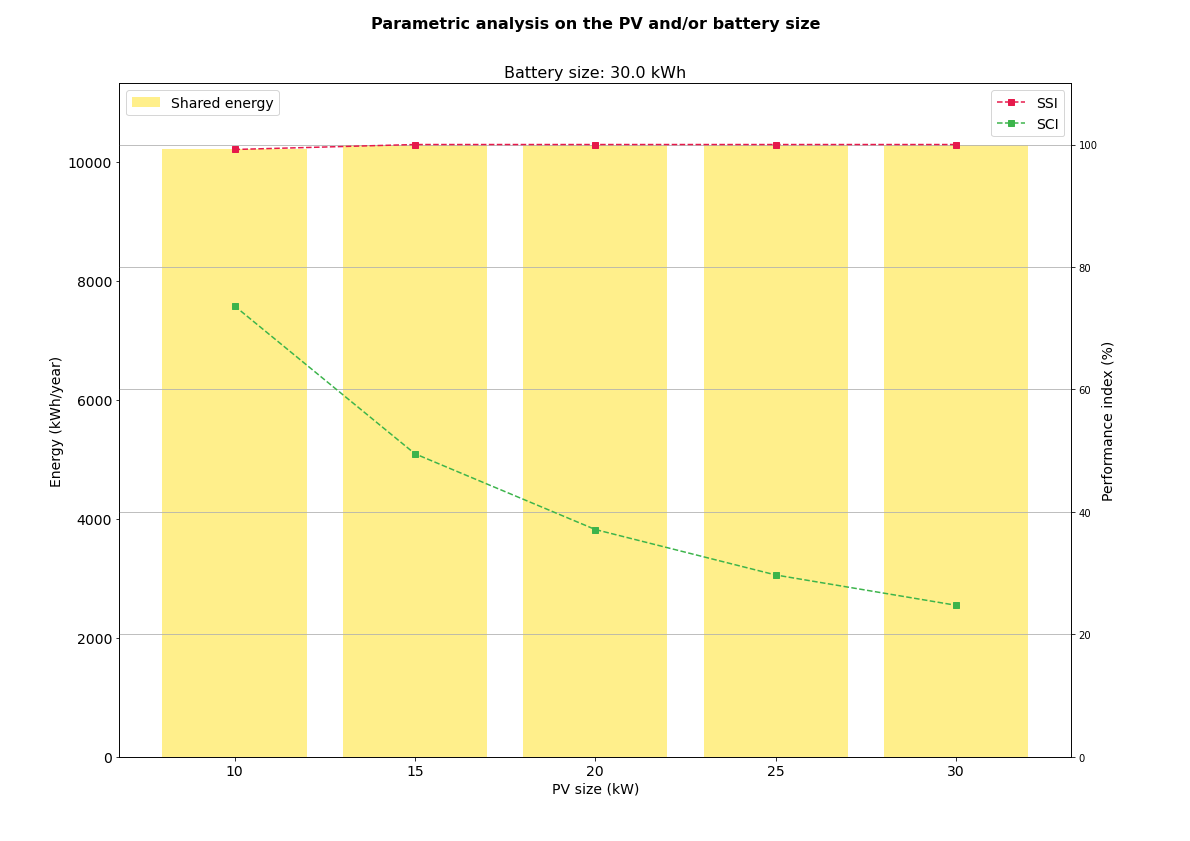 Parametric analysis on the PV and/or battery size
Battery size: 30.0 kWh
Shared energy
SSI
SCI
10000
8000
6000
4000
2000
0
Energy (kWh/year)
100
80
60
40
20
0
Performance index (%)
10 15 20 25 30
PV size (kW)